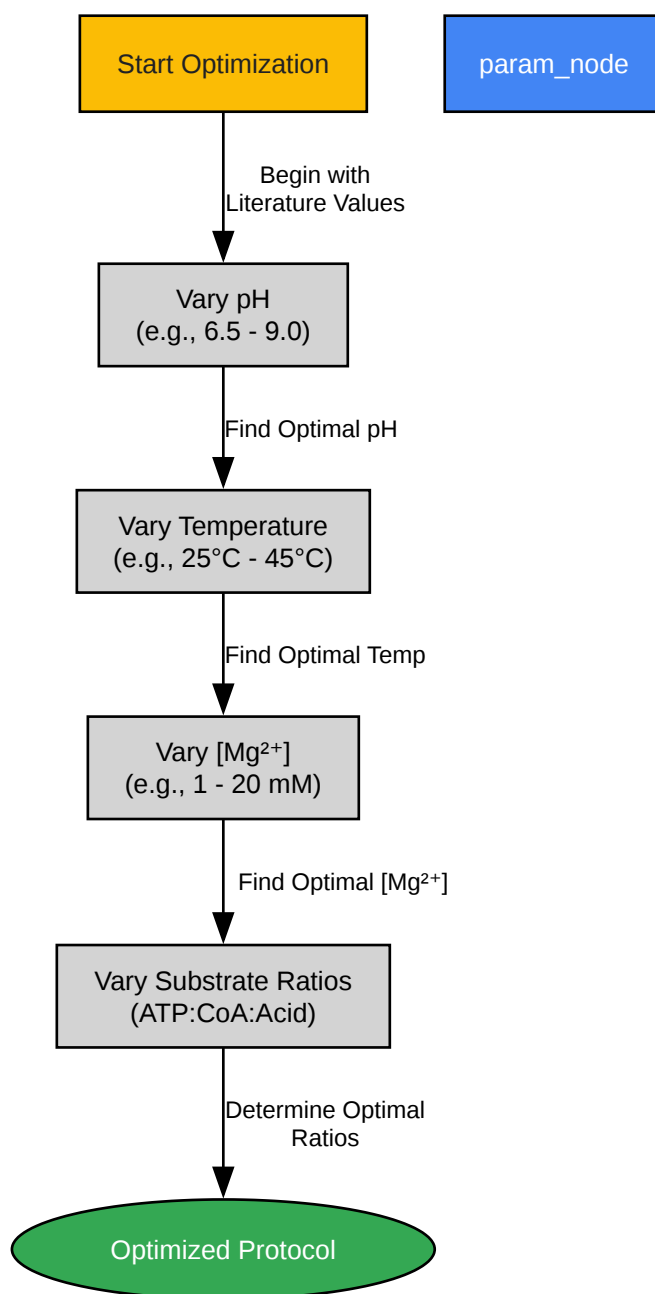 Start Optimization
param_node
Begin with
Literature Values
Vary pH
(e.g., 6.5 - 9.0)
Find Optimal pH
Vary Temperature
(e.g., 25°C - 45°C)
Find Optimal Temp
Vary [Mg²⁺]
(e.g., 1 - 20 mM)
Find Optimal [Mg²⁺]
Vary Substrate Ratios
(ATP:CoA:Acid)
Determine Optimal
Ratios
Optimized Protocol